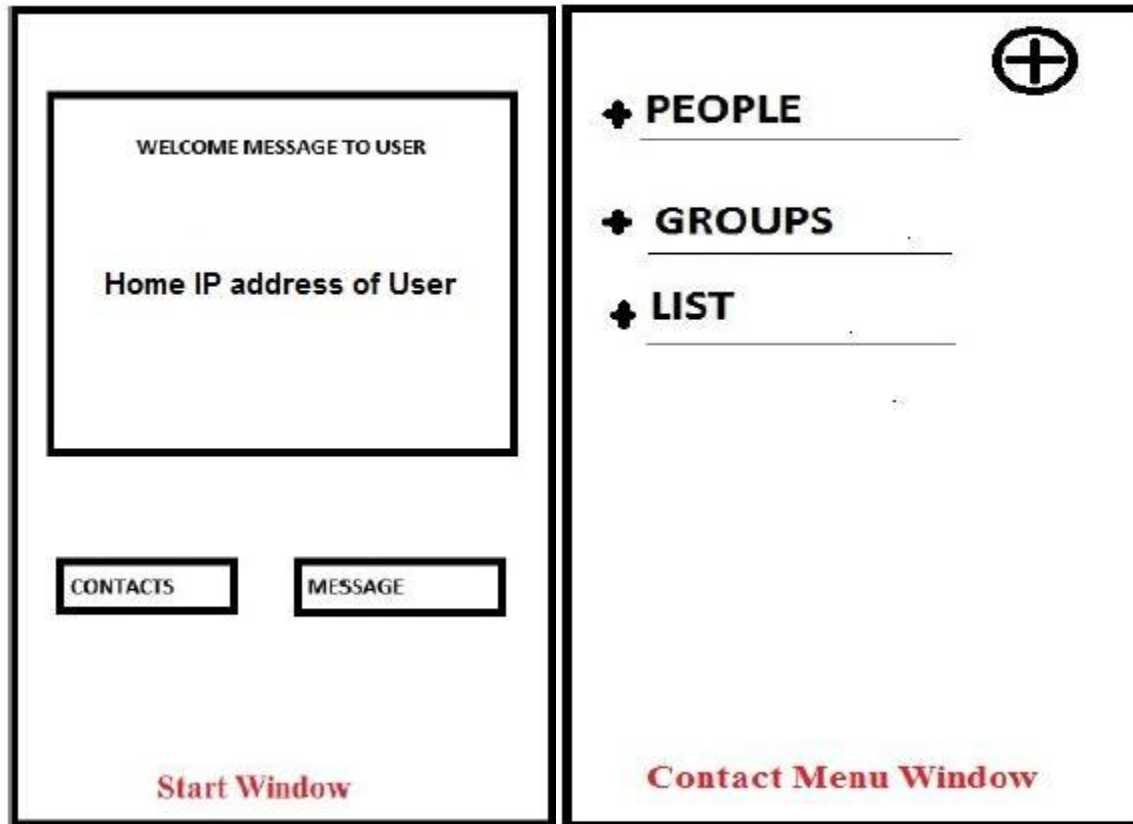 WELCOME MESSAGE TO USER
Home IP address of User
CONTACTS
MESSAGE
Start Window
PEOPLE
GROUPS
LIST
Contact Menu Window